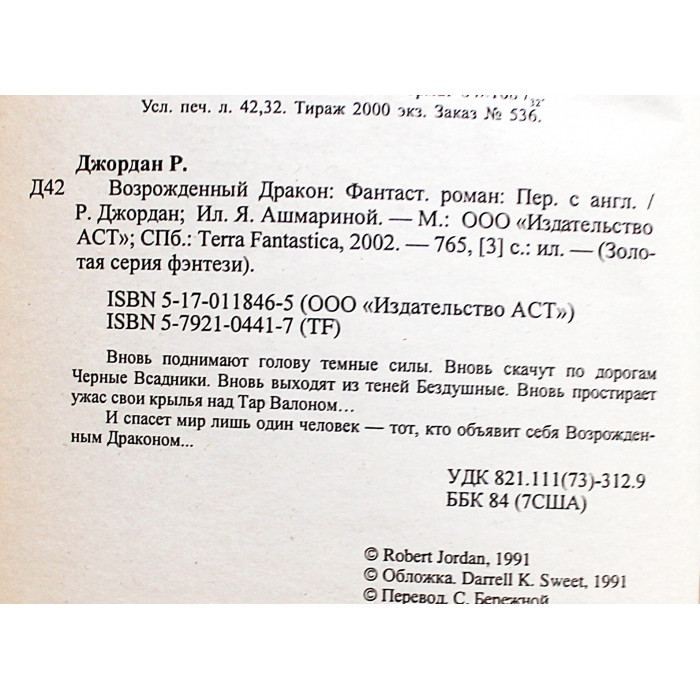 Усл. печ. л. 42,32. Тираж 2000 экз. Заказ № 536.
Джордан Р.
Д42 Возрожденный Дракон: Фантаст. роман: Пер. с англ. /
Р. Джордан; Ил. Я. Ашмариной. — М.: ООО «Издательство
АСТ»; СПб.: Terra Fantastica, 2002. — 765, [3] с.: ил. — (Золо-
тая серия фэнтези).
ISBN 5-17-011846-5 (ООО «Издательство АСТ»)
ISBN 5-7921-0441-7 (TF)
Вновь поднимают голову темные силы. Вновь скачут по дорогам
Черные Всадники. Вновь выходят из теней Бездушные. Вновь простирает
ужас свои крылья над Тар Валоном...
И спасет мир лишь один человек — тот, кто объявит себя Возрожден-
ным Драконом...
УДК 821.111(73)-312.9
ББК 84 (7США)
© Robert Jordan, 1991
© Обложка. Darrell K. Sweet, 1991
© Перевод. С. Бережной